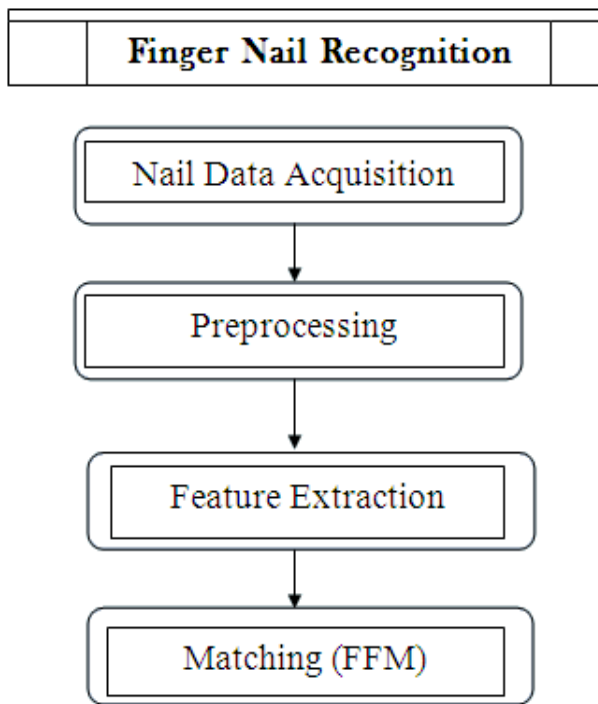 Finger Nail Recognition
Nail Data Acquisition
Preprocessing
Feature Extraction
Matching (FFM)